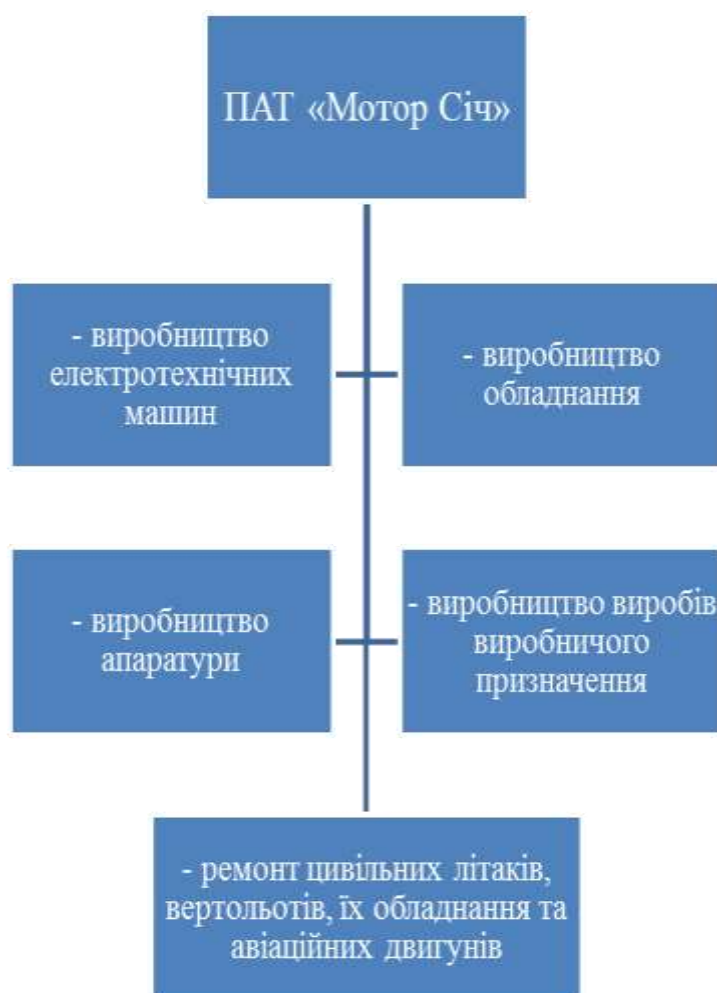 ПАТ «Мотор Січ»
- виробництво
електротехнічних
машин
- виробництво
обладнання
- виробництво
апаратури
- виробництво виробів
виробничого
призначення
- ремонт цивільних літаків,
вертольотів, їх обладнання та
авіаційних двигунів